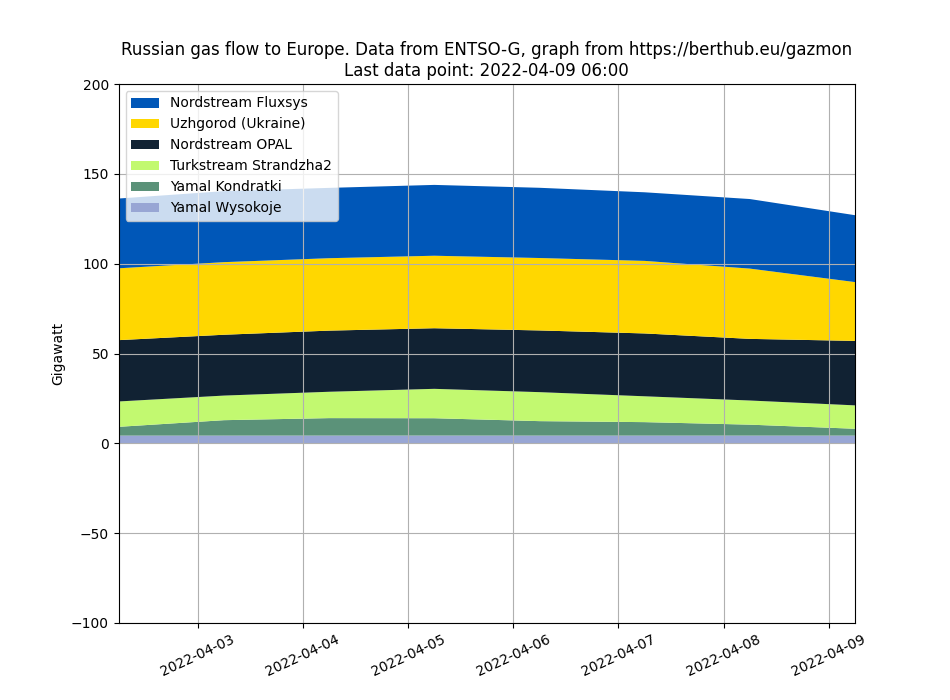 Russian gas flow to Europe. Data from ENTSO-G, graph from https://berthub.eu/gazmon
Last data point: 2022-04-09 06:00
200
Nordstream Fluxsys
Uzhgorod (Ukraine)
Nordstream OPAL
Turkstream Strandzha2
Yamal Kondratki
Yamal Wysokoje
150
100
50
0
−50
−100
Gigawatt
2022-04-03
2022-04-04
2022-04-05
2022-04-06
2022-04-07
2022-04-08
2022-04-09